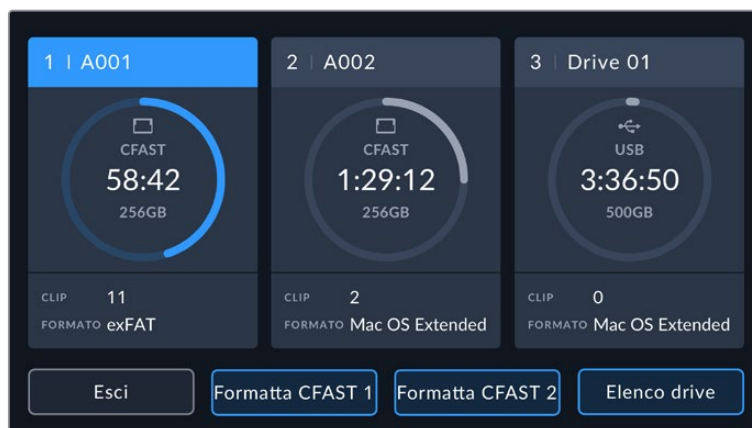 1 | A001
CFAST
58:42
256GB
CLIP 11
FORMATO exFAT
2 | A002
CFAST
1:29:12
256GB
CLIP 2
FORMATO Mac OS Extended
3 | Drive 01
USB
3:36:50
500GB
CLIP 0
FORMATO Mac OS Extended
Esci
Formatta CFAST 1
Formatta CFAST 2
Elenco drive